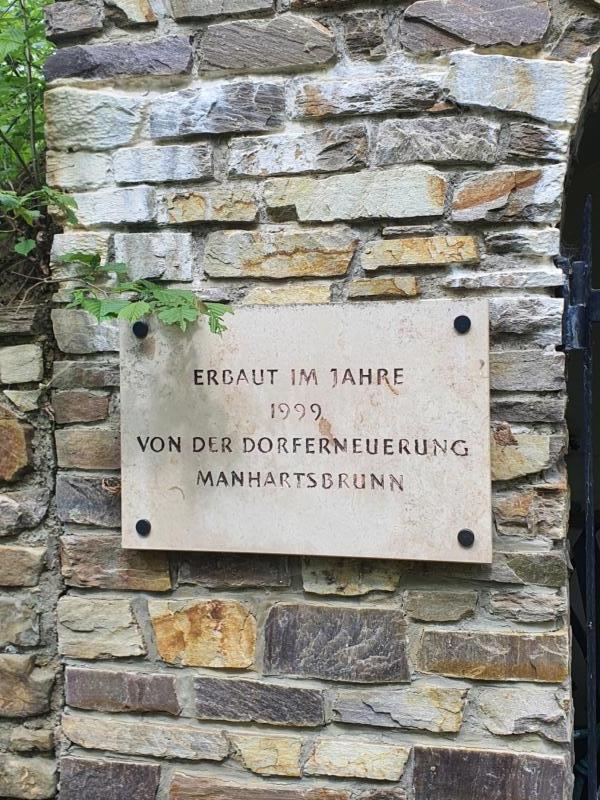 ERBAUT IM JAHRE
1999
VON DER DORFERNEUERUNG
MANHARTSBRUNN